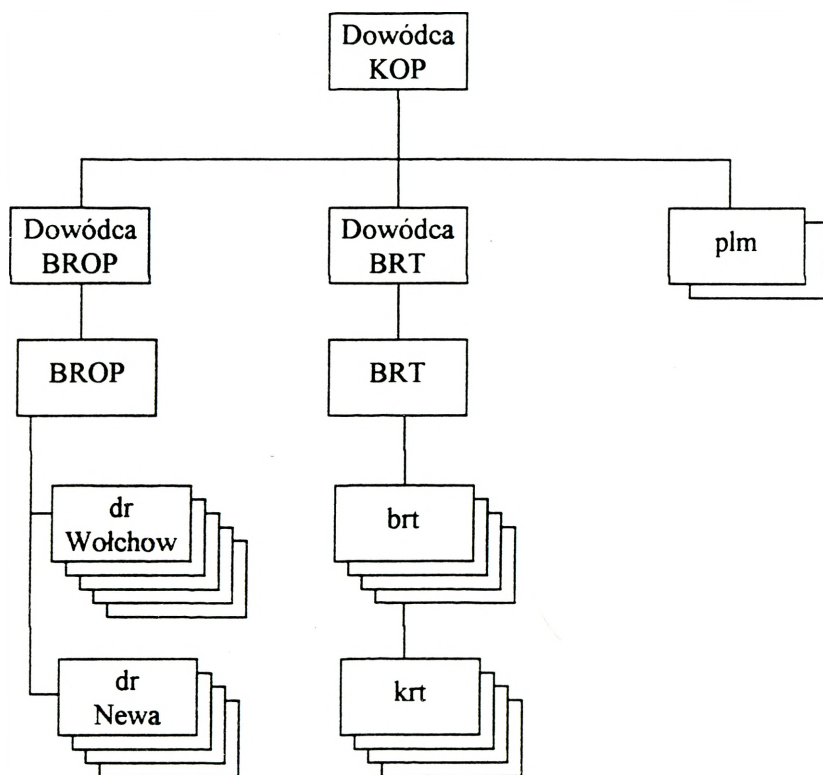 Dowódca
KOP
Dowódca
BROP
Dowódca
BRT
plm
BROP
BRT
dr
Wołchow
brt
dr
Newa
krt